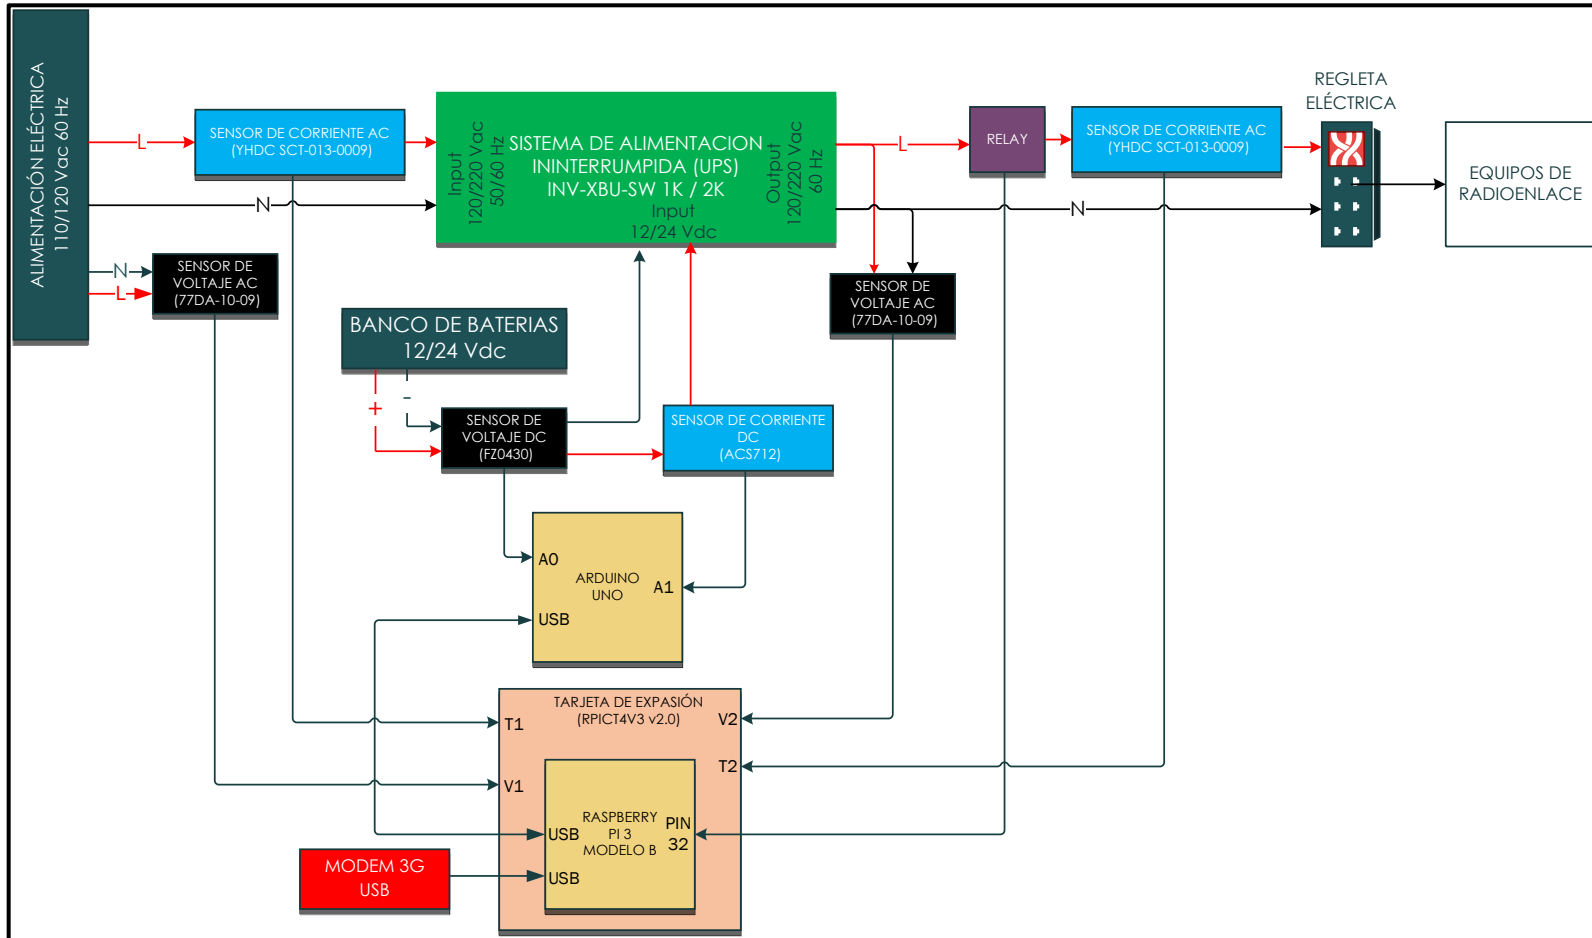 ALIMENTACIÓN ELÉCTRICA
110/120 Vac 60 Hz
L
SENSOR DE CORRIENTE AC
(YHDC SCT-013-0009)
N
N
L
SENSOR DE
VOLTAJE AC
(77DA-10-09)
Input
120/220 Vac
50/60 Hz
SISTEMA DE ALIMENTACION
ININTERRUMPIDA (UPS)
INV-XBU-SW 1K / 2K
Input
12/24 Vdc
Output
120/220 Vac
60 Hz
L
RELAY
SENSOR DE CORRIENTE AC
(YHDC SCT-013-0009)
REGLETA
ELÉCTRICA
N
EQUIPOS DE
RADIOENLACE
SENSOR DE
VOLTAJE AC
(77DA-10-09)
BANCO DE BATERIAS
12/24 Vdc
+
-
SENSOR DE
VOLTAJE DC
(FZ0430)
SENSOR DE CORRIENTE
DC
(ACS712)
A0
ARDUINO
UNO
A1
USB
TARJETA DE EXPASIÓN
(RPICT4V3 v2.0)
T1
V1
V2
T2
RASPBERRY
PI 3
MODELO B
PIN
32
USB
USB
MODEM 3G
USB